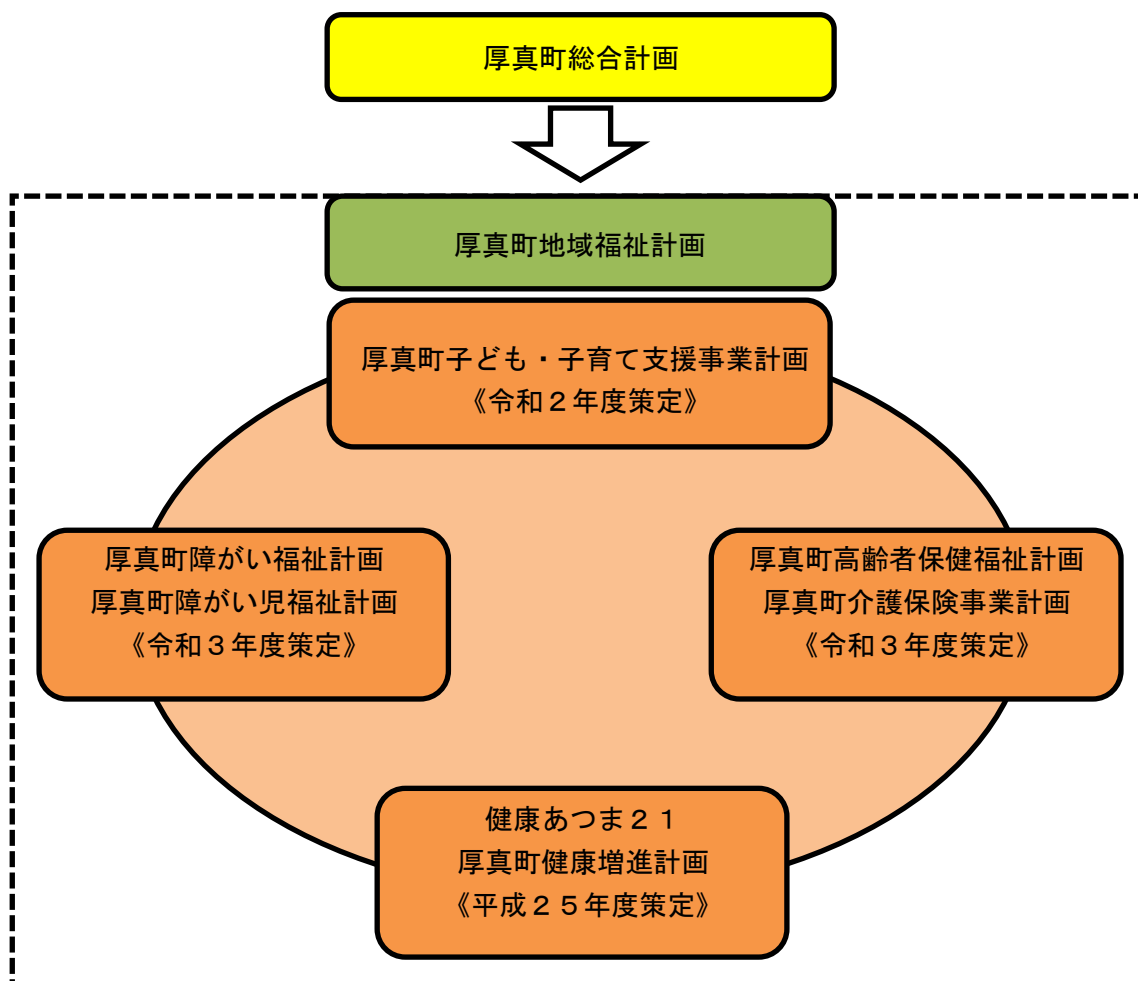 厚真町総合計画
厚真町地域福祉計画
厚真町子ども・子育て支援事業計画
《令和２年度策定》
厚真町障がい福祉計画
厚真町障がい児福祉計画
《令和３年度策定》
厚真町高齢者保健福祉計画
厚真町介護保険事業計画
《令和３年度策定》
健康あつま２１
厚真町健康増進計画
《平成２５年度策定》